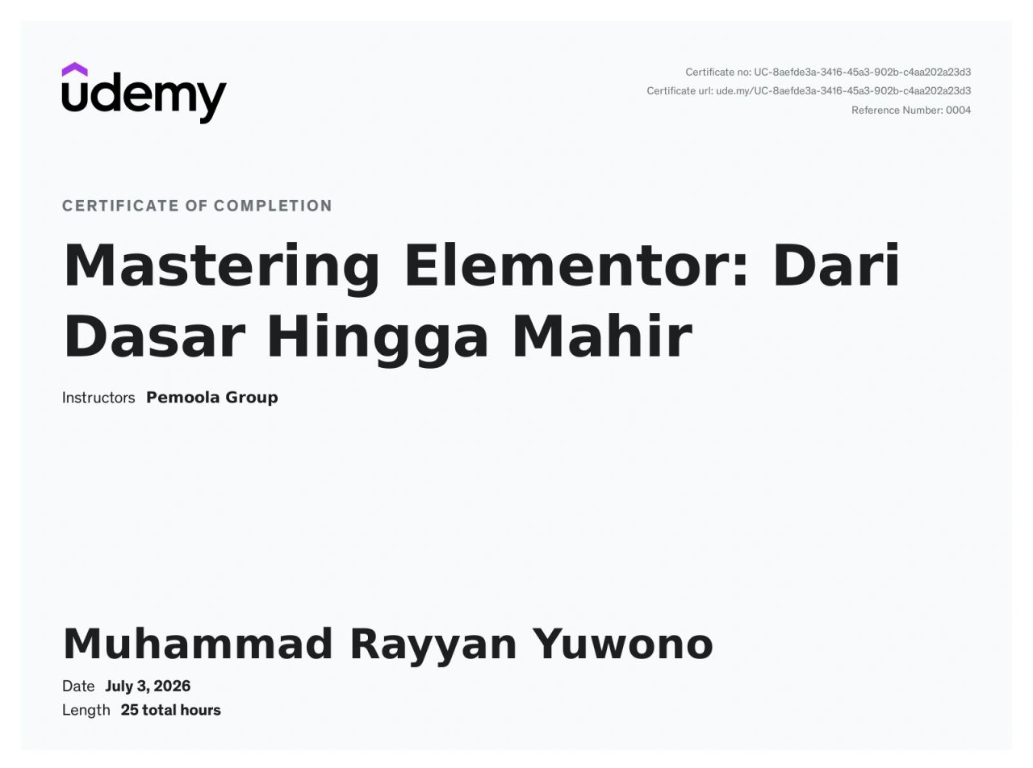 udemy
Certificate no: UC-8aefde3a-3416-45a3-902b-c4aa202a23d3
Certificate url: ude.my/UC-8aefde3a-3416-45a3-902b-c4aa202a23d3
Reference Number: 0004
CERTIFICATE OF COMPLETION
Mastering Elementor: Dari
Dasar Hingga Mahir
Instructors Pemoola Group
Muhammad Rayyan Yuwono
Date July 3, 2026
Length 25 total hours